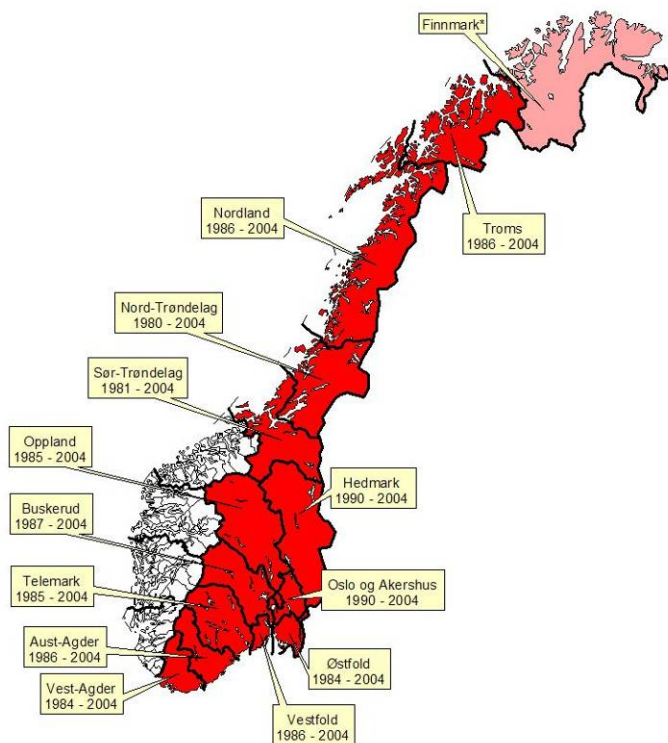 Finnmark*
Troms
1986 - 2004
Nordland
1986 - 2004
Nord-Trøndelag
1980 - 2004
Sør-Trøndelag
1981 - 2004
Oppland
1985 - 2004
Hedmark
1990 - 2004
Buskerud
1987 - 2004
Telemark
1985 - 2004
Oslo og Akershus
1990 - 2004
Aust-Agder
1986 - 2004
Østfold
1984 - 2004
Vest-Agder
1984 - 2004
Vestfold
1986 - 2004